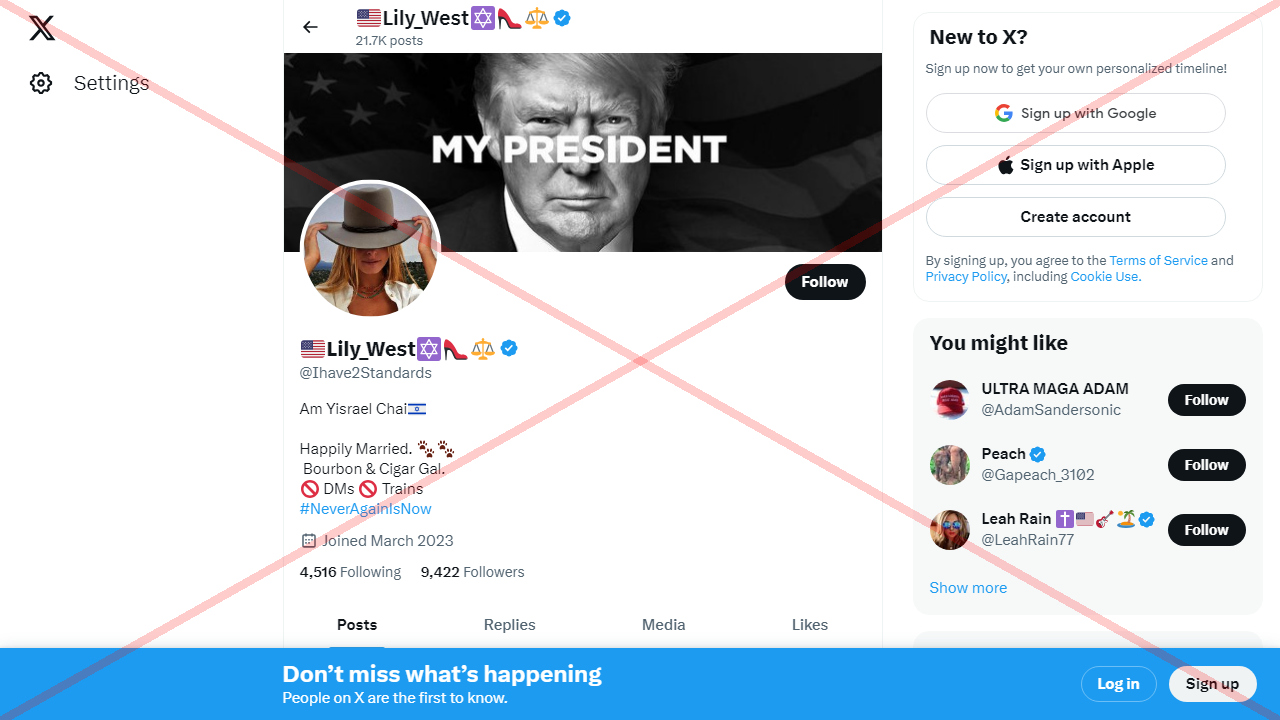 Settings
Lily_West
21.7K posts
MY PRESIDENT
Follow
Lily_West
@Ihave2Standards
Am Yisrael Chai
Happily Married.
Bourbon & Cigar Gal.
🚫 DMs 🚫 Trains
#NeverAgainIsNow
Joined March 2023
4,516 Following 9,422 Followers
Posts Replies Media Likes
New to X?
Sign up now to get your own personalized timeline!
Sign up with Google
Sign up with Apple
Create account
By signing up, you agree to the Terms of Service and
Privacy Policy, including Cookie Use.
You might like
ULTRA MAGA ADAM
@AdamSandersonic
Follow
Peach
@Gapeach_3102
Follow
Leah Rain
@LeahRain77
Follow
Show more
Don’t miss what’s happening
People on X are the first to know.
Log in
Sign up